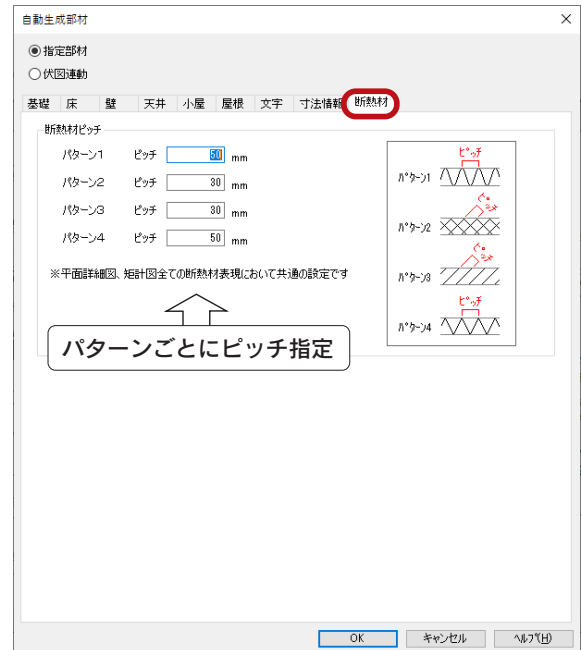 自動生成部材
指定部材
伏図連動
基礎 床 壁 天井 小屋 屋根 文字 寸法情報 断熱材
断熱材ピッチ
パターン1 ピッチ 50 mm
パターン2 ピッチ 30 mm
パターン3 ピッチ 30 mm
パターン4 ピッチ 50 mm
※平面詳細図、矩計図全ての断熱材表現において共通の設定です
パターンごとにピッチ指定
ピッチ
パターン1
ピッチ
パターン2
ピッチ
パターン3
ピッチ
パターン4
OK キャンセル ヘルプ(H)